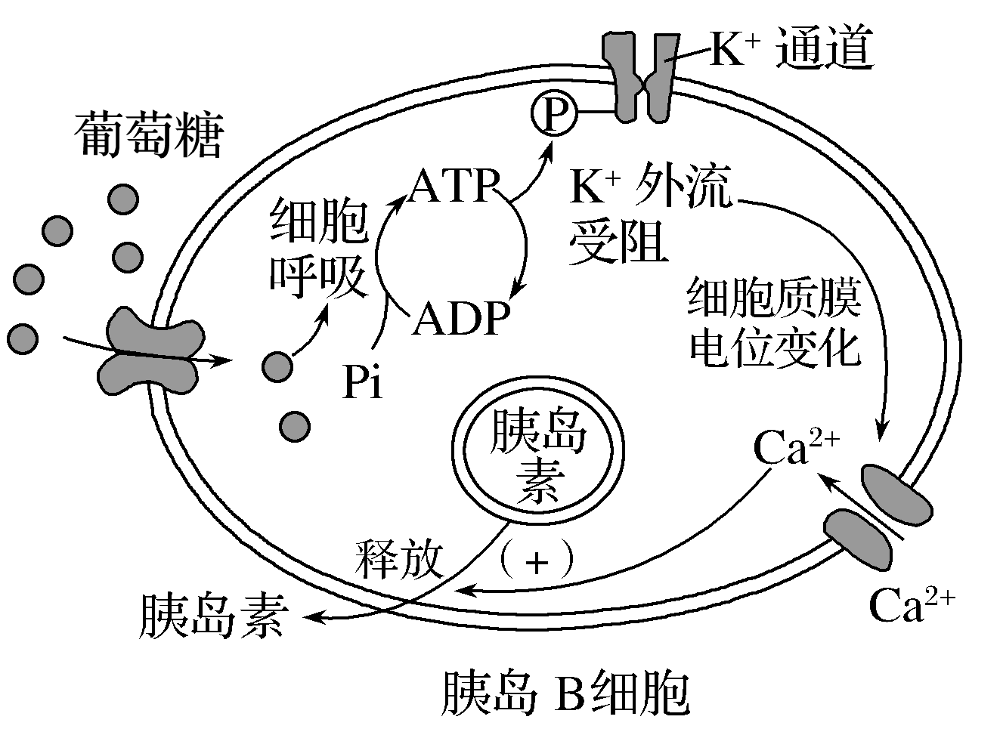 K⁺ 通道
P
葡萄糖
ATP
K⁺ 外流
受阻
细胞
呼吸
细胞质膜
电位变化
ADP
Pi
胰岛
素
Ca²⁺
释放
(+)
胰岛素
Ca²⁺
胰岛 B细胞